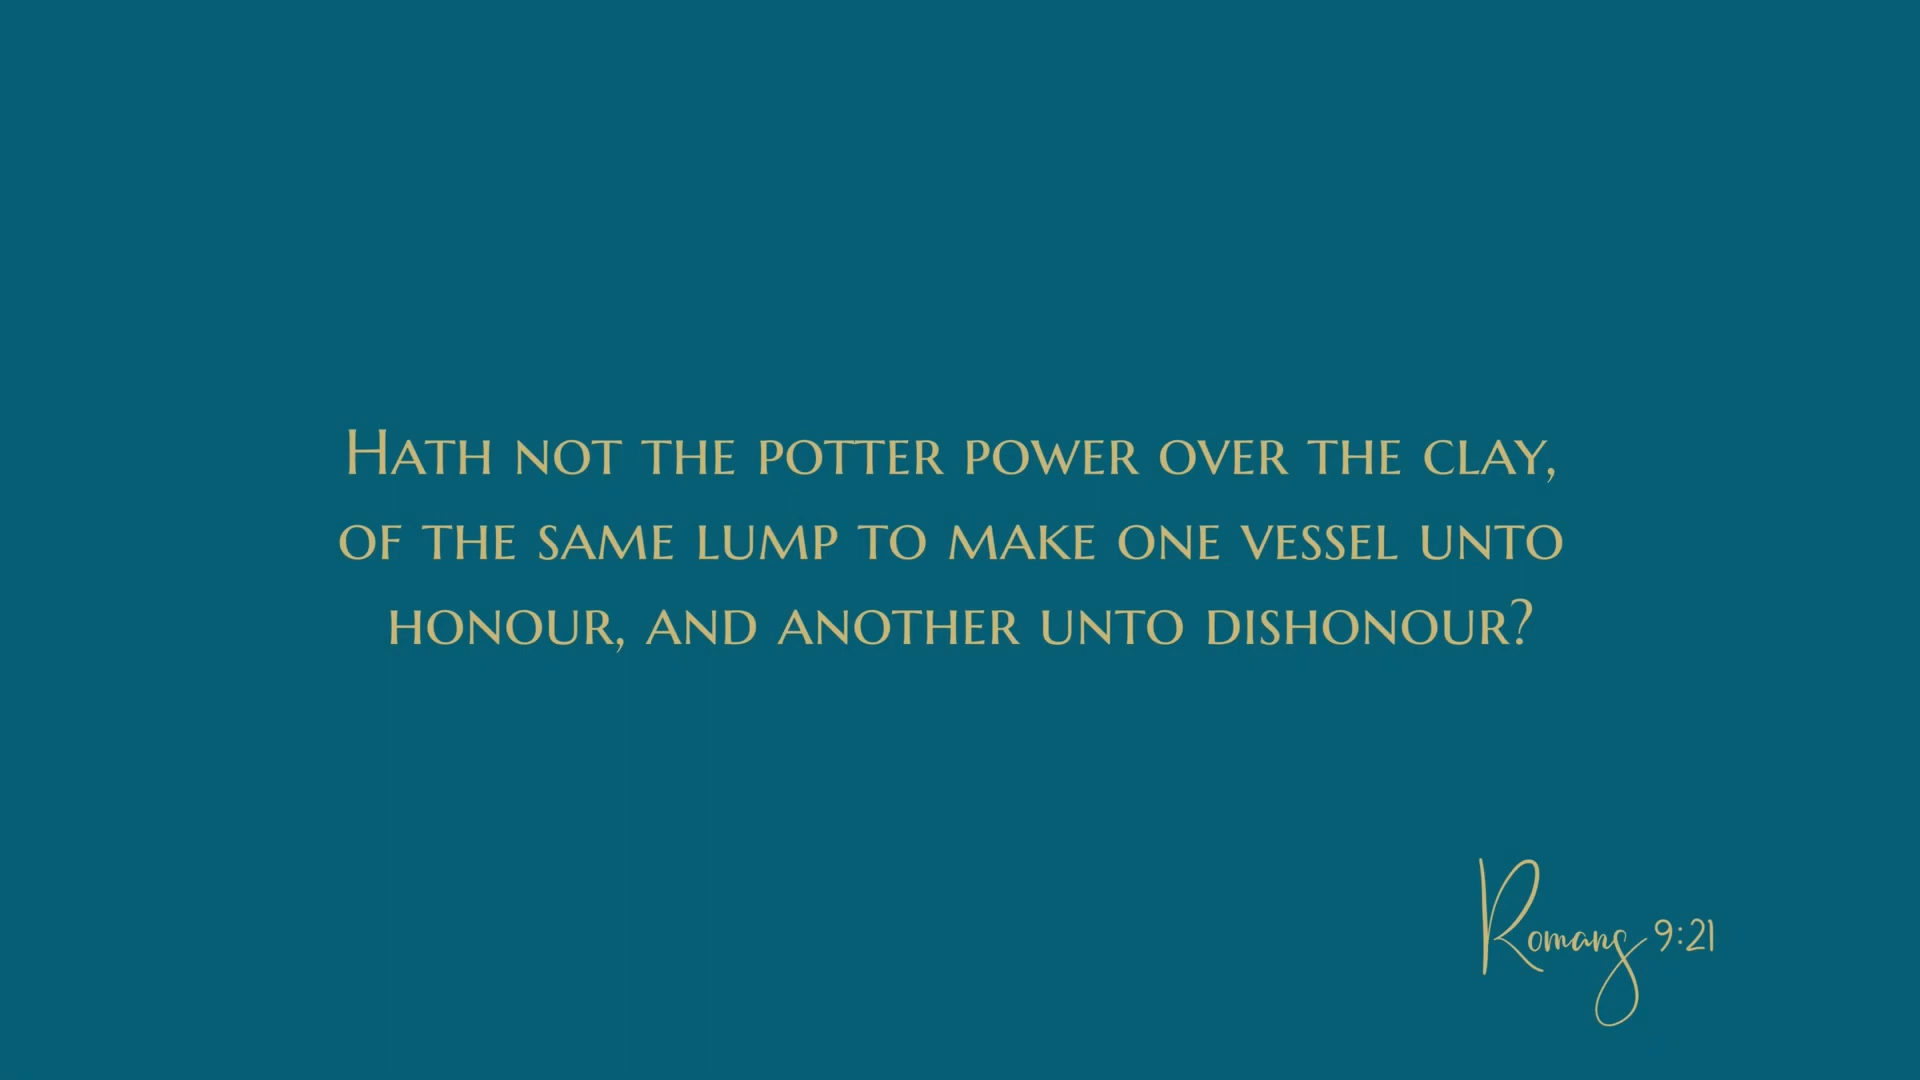 Hath not the potter power over the clay,
of the same lump to make one vessel unto
honour, and another unto dishonour?
Romans 9:21